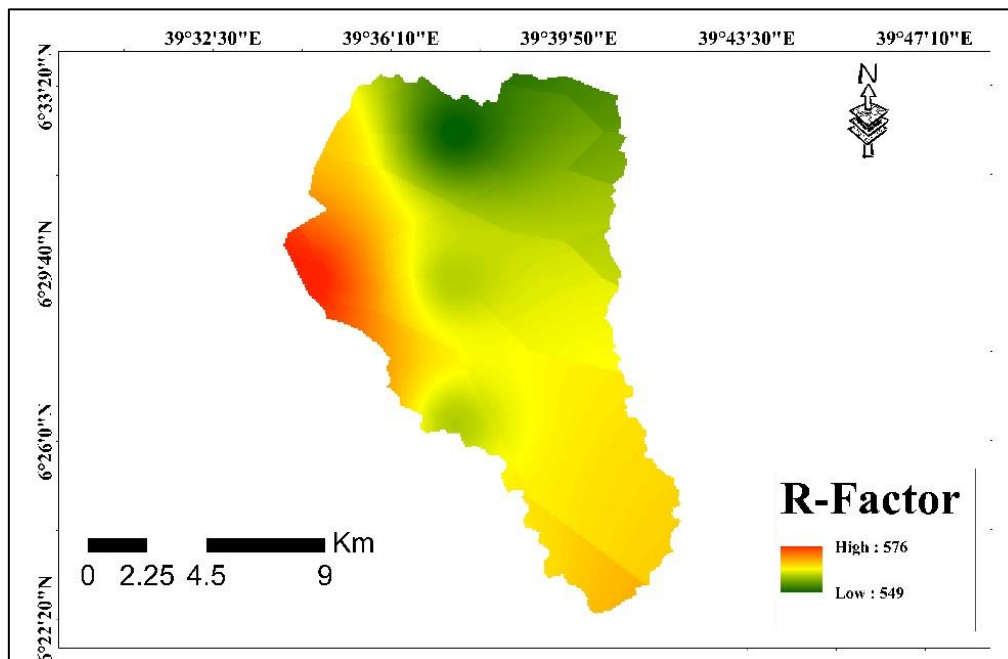 39°32'30"E 39°36'10"E 39°39'50"E 39°43'30"E 39°47'10"E
6°33'20"N
6°29'40"N
6°26'0"N
6°22'20"N
N
R-Factor
High : 576
Low : 549
Km
0 2.25 4.5 9